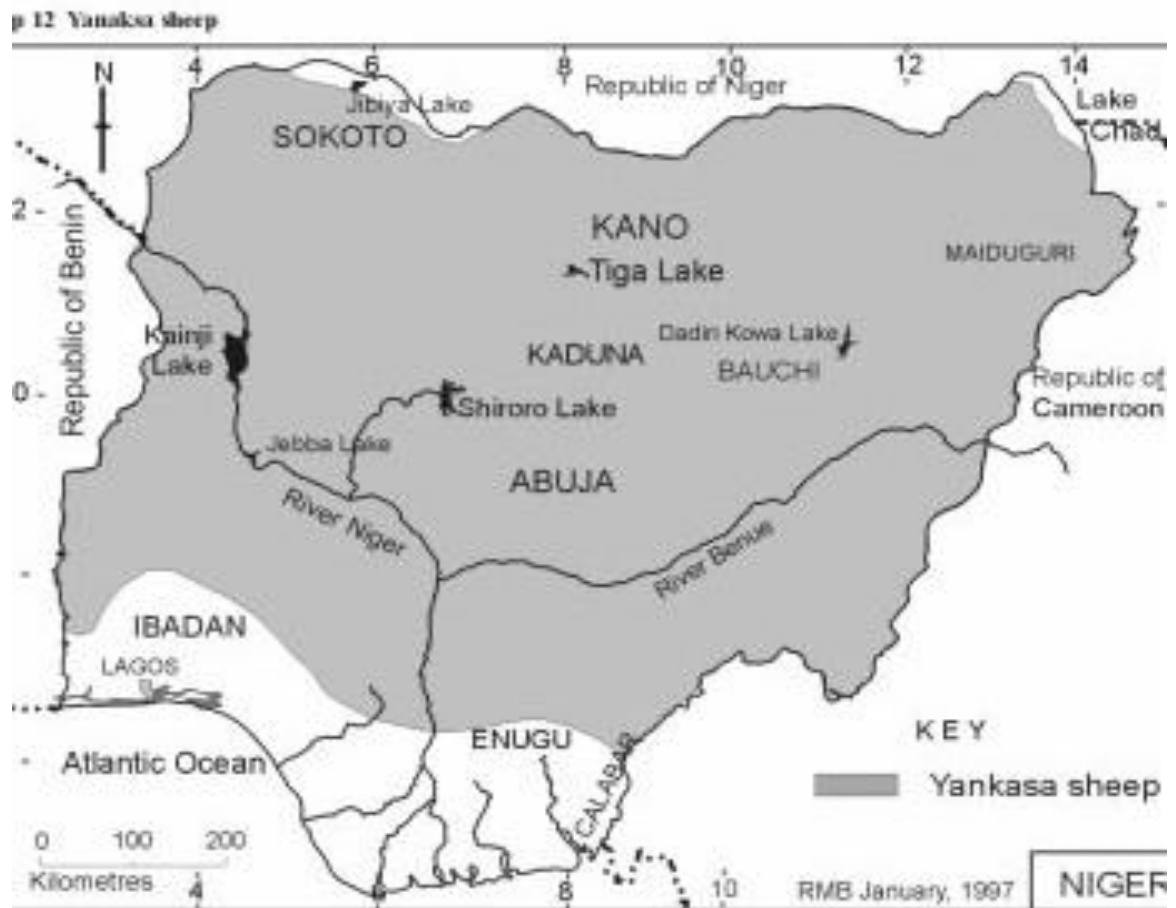 p 12 Yanaksa sheep
N
4
6
8
10
12
14
Republic of Niger
Jibiya Lake
Lake
Chad
SOKOTO
2 -
KANO
Tiga Lake
MAIDUGURI
Republic of Benin
Kainji
Lake
Dadin Kowa Lake
KADUNA
BAUCHI
0 -
Shiroro Lake
Republic of
Cameroon
Jebba Lake
ABUJA
River Niger
River Benue
IBADAN
LAGOS
ENUGU
CALABAR
Atlantic Ocean
KEY
Yankasa sheep
0 100 200
Kilometres
4
8
10
RMB January, 1997
NIGER